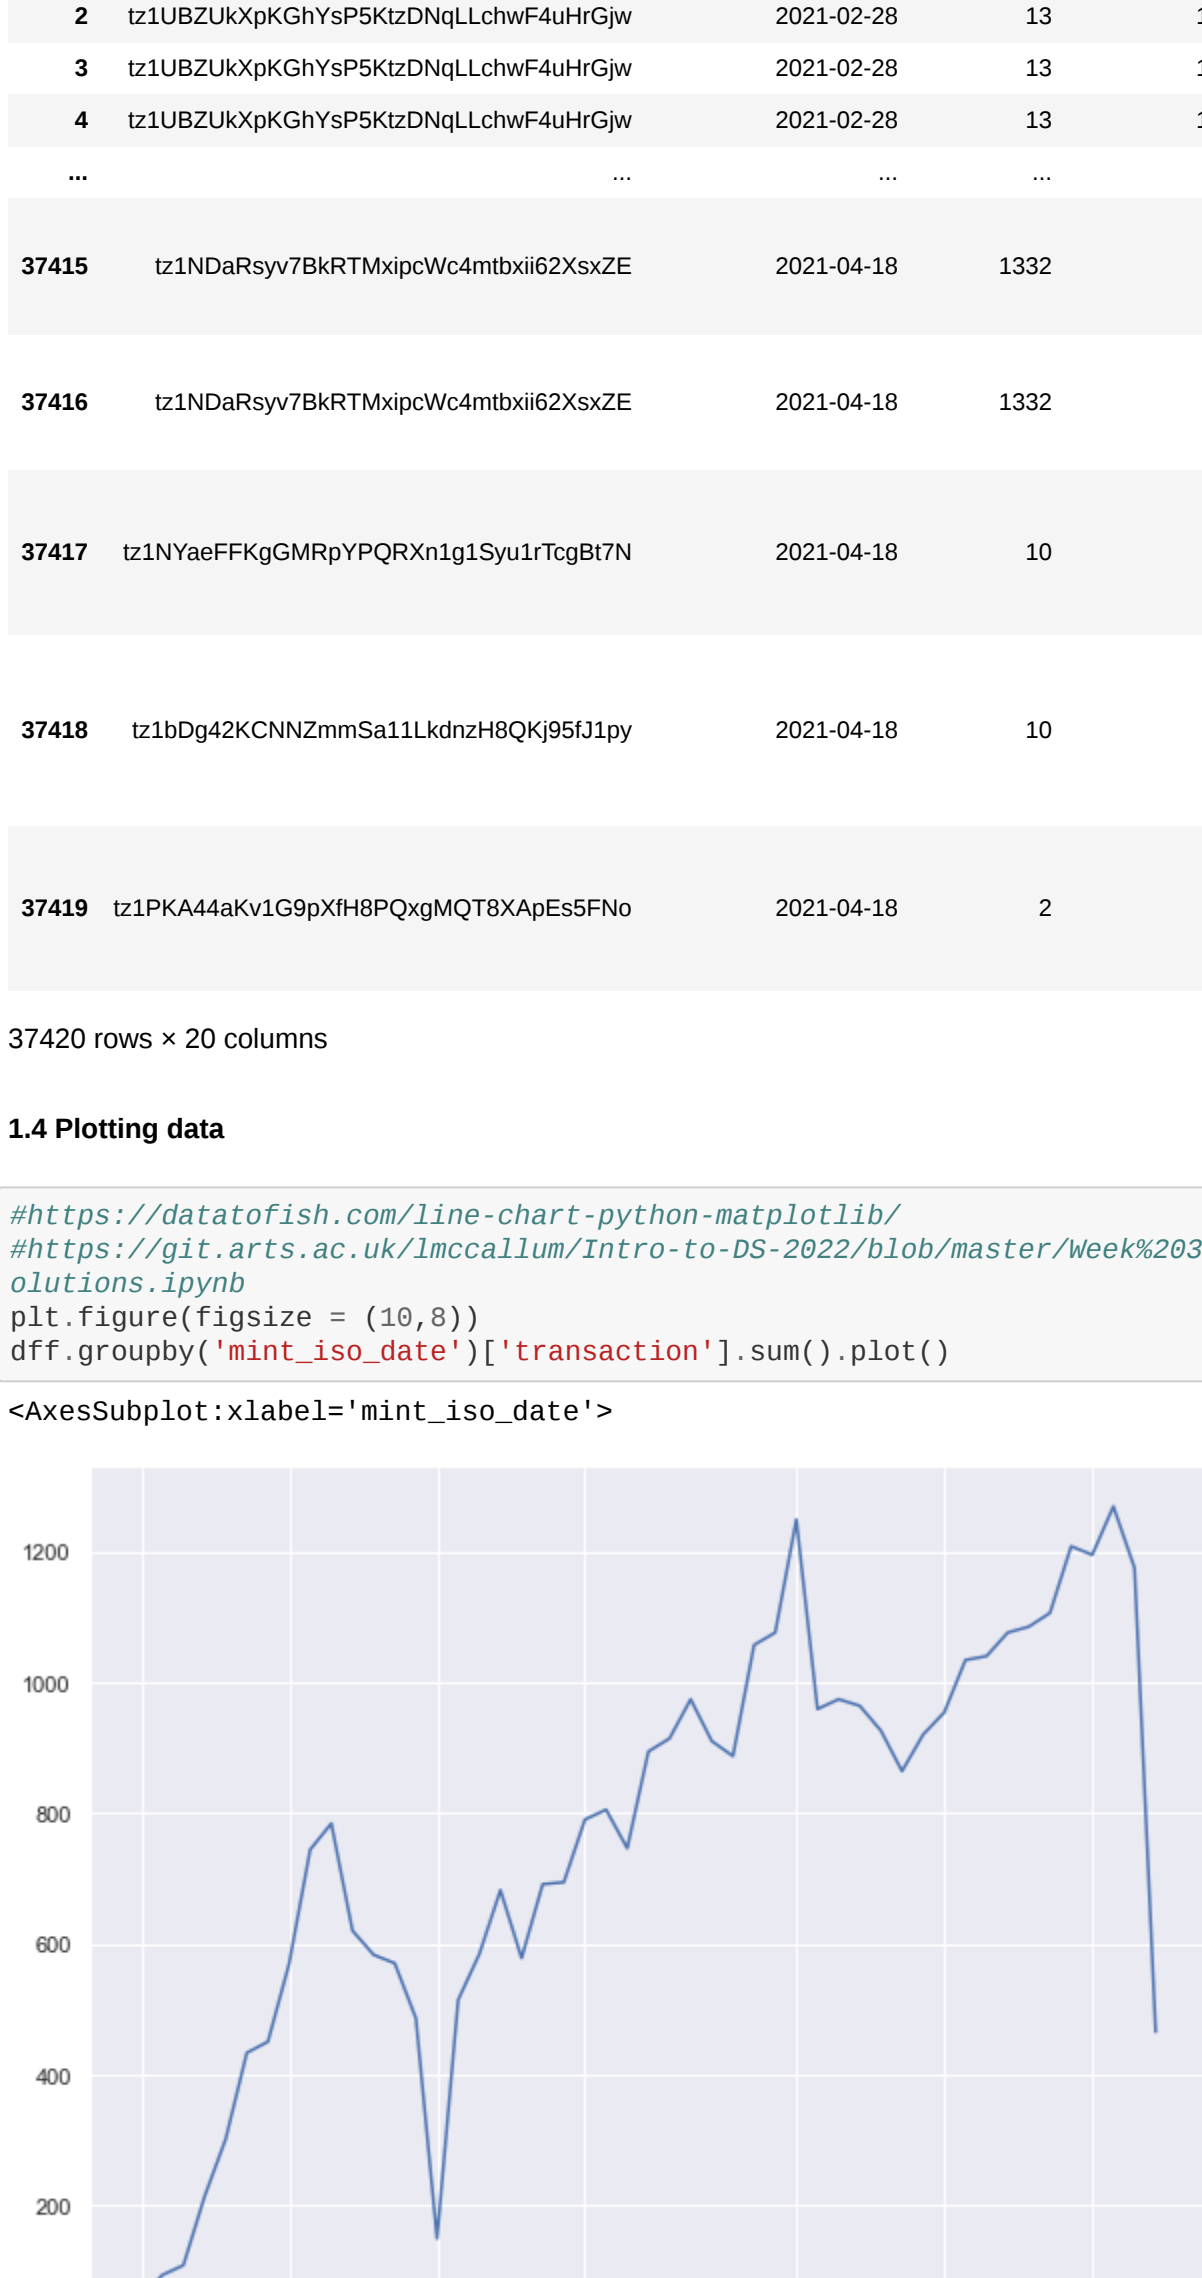 2 tz1UBZUkXpKGhYsP5KtzDNqLLchwF4uHrGjw 2021-02-28 13 1
3 tz1UBZUkXpKGhYsP5KtzDNqLLchwF4uHrGjw 2021-02-28 13 1
4 tz1UBZUkXpKGhYsP5KtzDNqLLchwF4uHrGjw 2021-02-28 13 1
... ... ... ...
37415 tz1NDaRsyv7BkRTMxipcWc4mtbxii62XsxZE 2021-04-18 1332
37416 tz1NDaRsyv7BkRTMxipcWc4mtbxii62XsxZE 2021-04-18 1332
37417 tz1NYaeFFKgGMRpYPQRXn1g1Syu1rTcgBt7N 2021-04-18 10
37418 tz1bDg42KCNNZmmSa11LkdnzH8QKj95fJ1py 2021-04-18 10
37419 tz1PKA44aKv1G9pXfH8PQxgMQT8XApEs5FNo 2021-04-18 2
37420 rows × 20 columns
1.4 Plotting data
#https://datatofish.com/line-chart-python-matplotlib/
#https://git.arts.ac.uk/lmccallum/Intro-to-DS-2022/blob/master/Week%203
olutions.ipynb
plt.figure(figsize = (10,8))
dff.groupby('mint_iso_date')['transaction'].sum().plot()
<AxesSubplot:xlabel='mint_iso_date'>
1200
1000
800
600
400
200